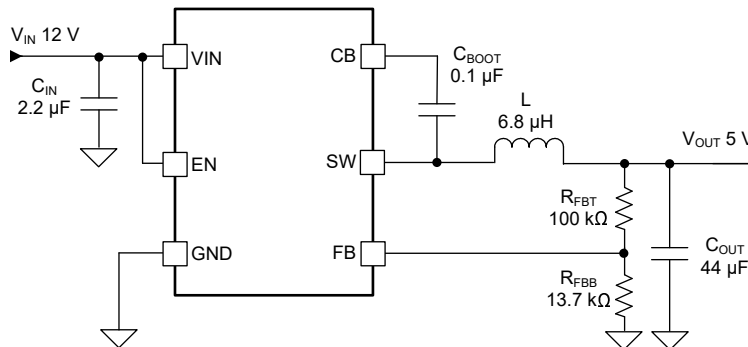 VIN 12 V
CIN
2.2 µF
VIN
EN
GND
CB
SW
FB
CBOOT
0.1 µF
L
6.8 µH
VOUT 5 V
RFBT
100 kΩ
COUT
44 µF
RFBB
13.7 kΩ